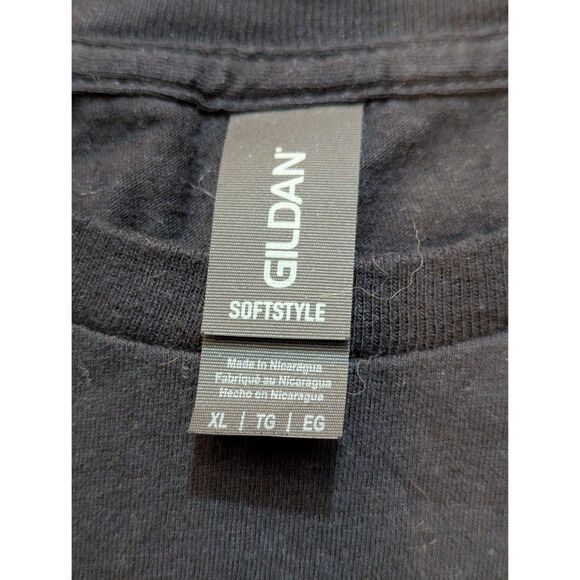 GILDAN®
SOFTSTYLE
Made in Nicaragua
Fabriqué au Nicaragua
Hecho en Nicaragua
XL | TG | EG